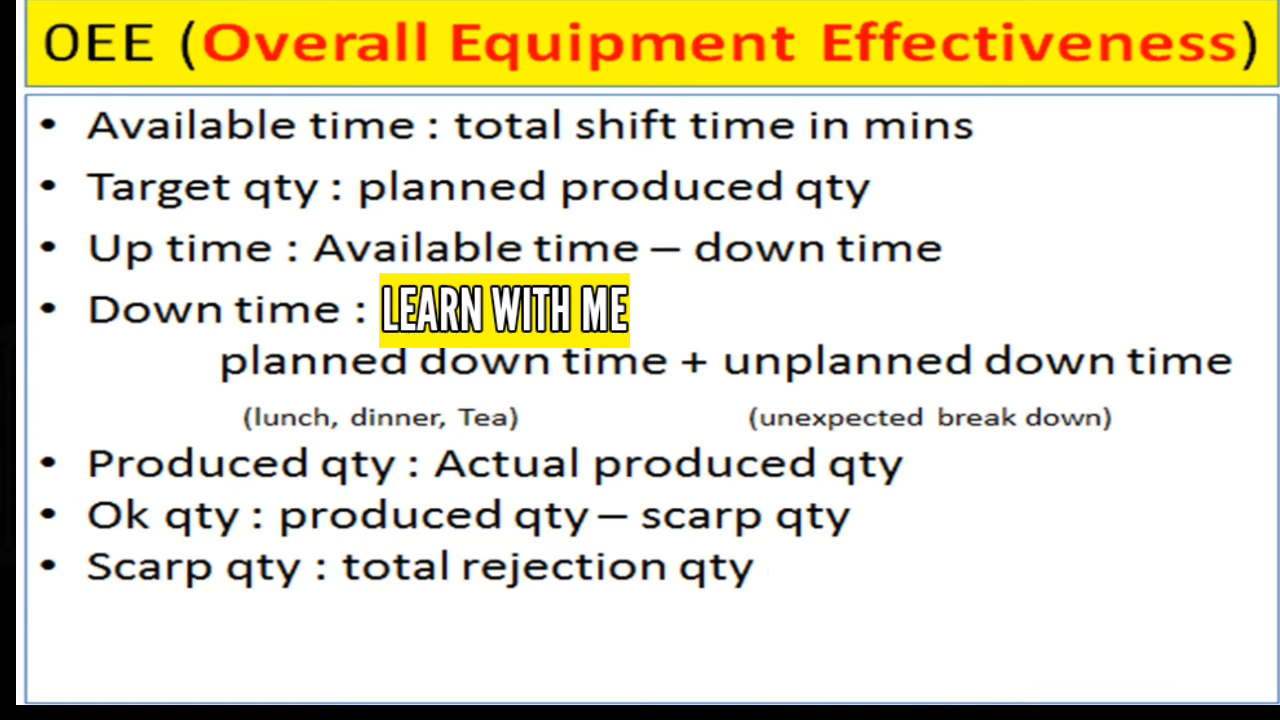 OEE (Overall Equipment Effectiveness)
• Available time : total shift time in mins
• Target qty : planned produced qty
• Up time : Available time – down time
• Down time : LEARN WITH ME
planned down time + unplanned down time
(lunch, dinner, Tea) (unexpected break down)
• Produced qty : Actual produced qty
• Ok qty : produced qty – scarp qty
• Scarp qty : total rejection qty